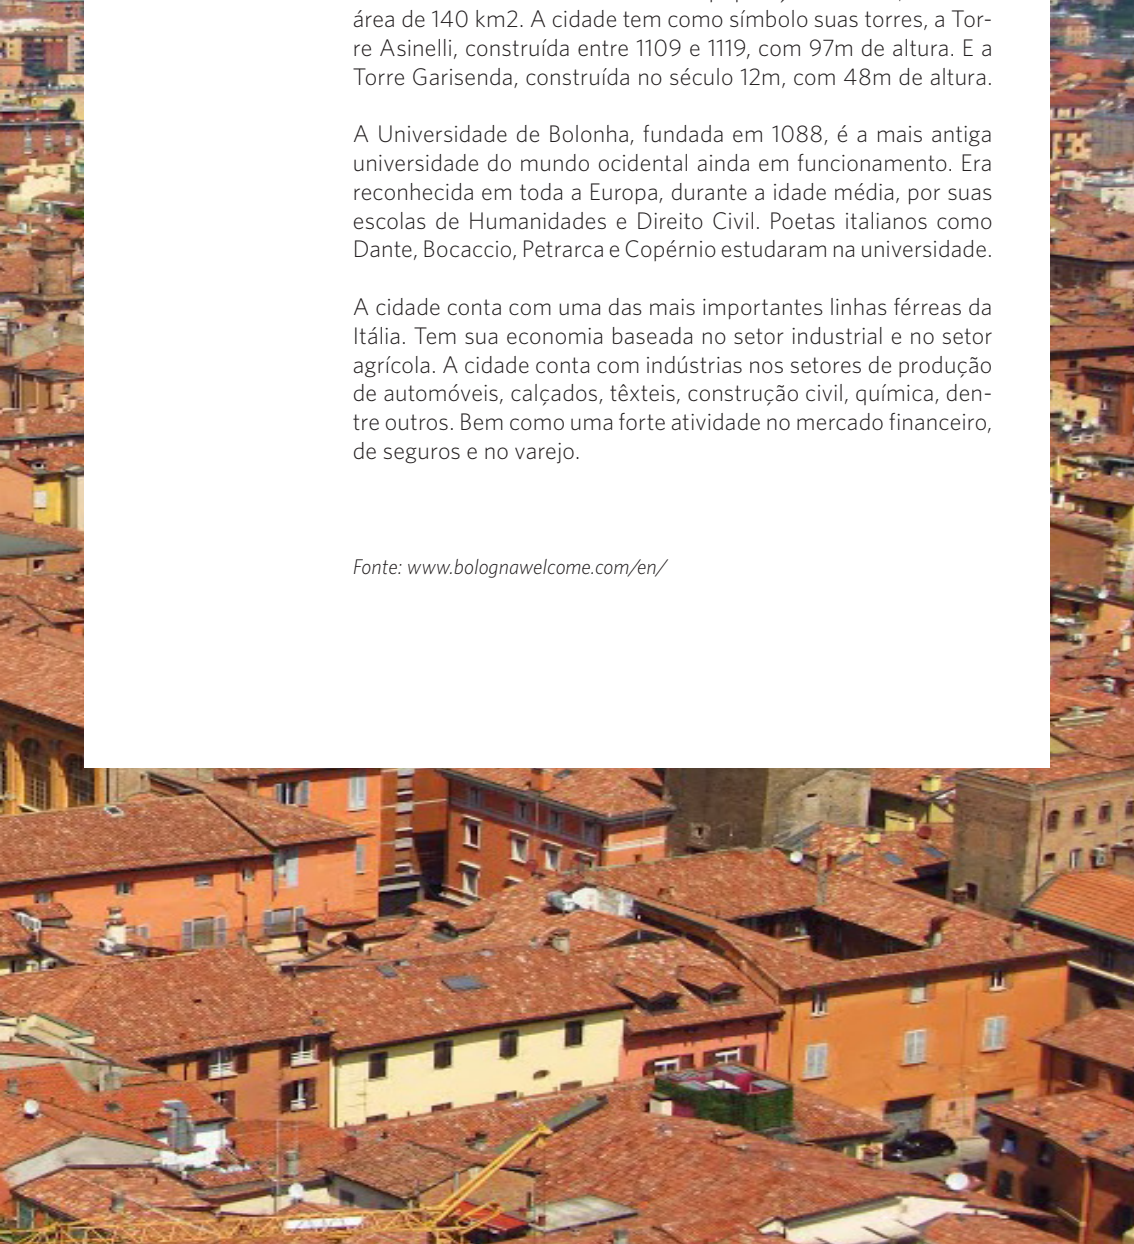 área de 140 km2. A cidade tem como símbolo suas torres, a Tor-
re Asinelli, construída entre 1109 e 1119, com 97m de altura. E a
Torre Garisenda, construída no século 12m, com 48m de altura.
A Universidade de Bolonha, fundada em 1088, é a mais antiga
universidade do mundo ocidental ainda em funcionamento. Era
reconhecida em toda a Europa, durante a idade média, por suas
escolas de Humanidades e Direito Civil. Poetas italianos como
Dante, Bocaccio, Petrarca e Copérnio estudaram na universidade.
A cidade conta com uma das mais importantes linhas férreas da
Itália. Tem sua economia baseada no setor industrial e no setor
agrícola. A cidade conta com indústrias nos setores de produção
de automóveis, calçados, têxteis, construção civil, química, den-
tre outros. Bem como uma forte atividade no mercado financeiro,
de seguros e no varejo.
Fonte: www.bolognawelcome.com/en/